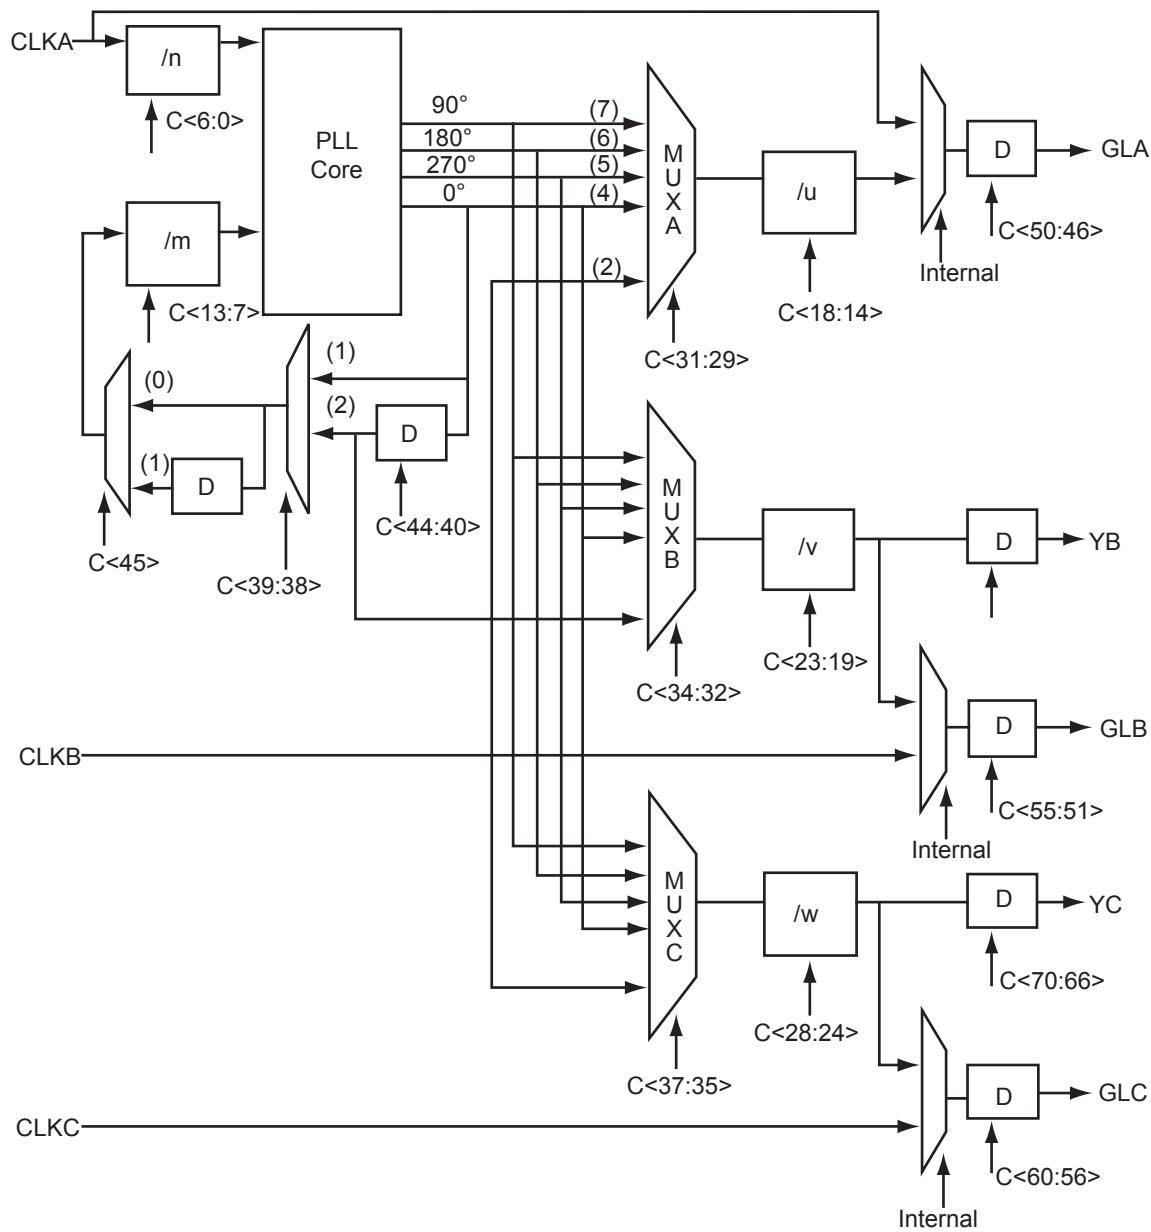 CLKA
/n
C<6:0>
PLL
Core
90°
180°
270°
0°
(7)
(6)
(5)
(4)
(2)
M
U
X
A
C<31:29>
/u
C<18:14>
Internal
D
GLA
C<50:46>
/m
C<13:7>
(0)
(1)
D
C<45>
(1)
(2)
C<39:38>
D
C<44:40>
M
U
X
B
C<34:32>
/v
C<23:19>
D
YB
CLKB
Internal
D
GLB
C<55:51>
M
U
X
C
C<37:35>
/w
C<28:24>
D
YC
C<70:66>
CLKC
Internal
D
GLC
C<60:56>